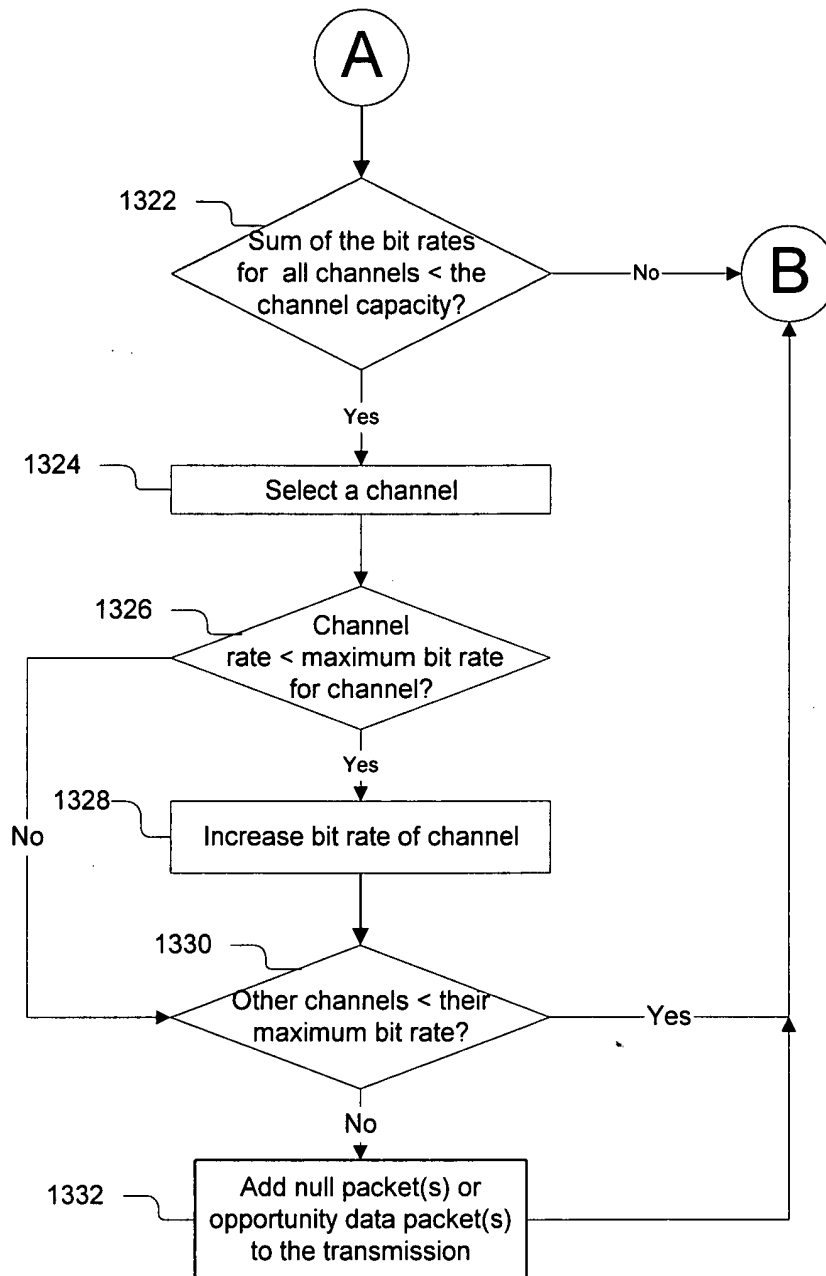 A
1322
Sum of the bit rates
for all channels < the
channel capacity?
No
B
Yes
1324
Select a channel
1326
Channel
rate < maximum bit rate
for channel?
Yes
1328
No
Increase bit rate of channel
1330
Other channels < their
maximum bit rate?
Yes
No
1332
Add null packet(s) or
opportunity data packet(s)
to the transmission